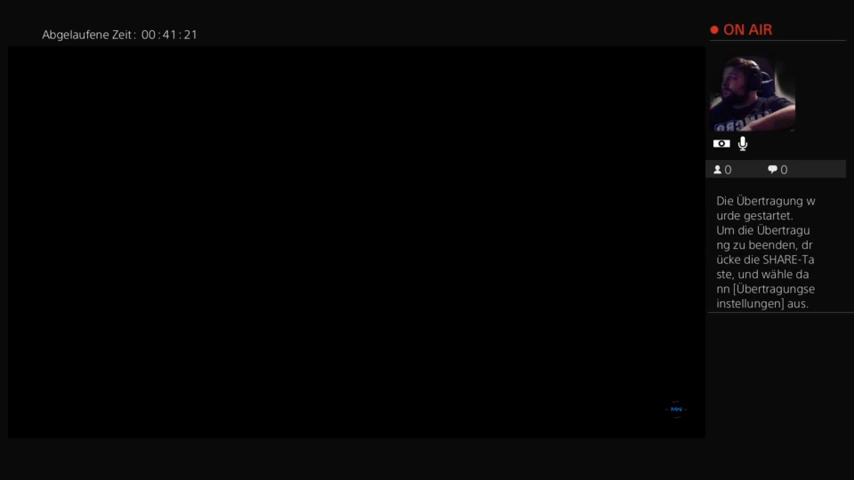 Abgelaufene Zeit: 00:41:21
ON AIR
0 0
Die Übertragung w
urde gestartet.
Um die Übertragu
ng zu beenden, dr
ücke die SHARE-Ta
ste, und wähle da
nn [Übertragungse
instellungen] aus.
MW